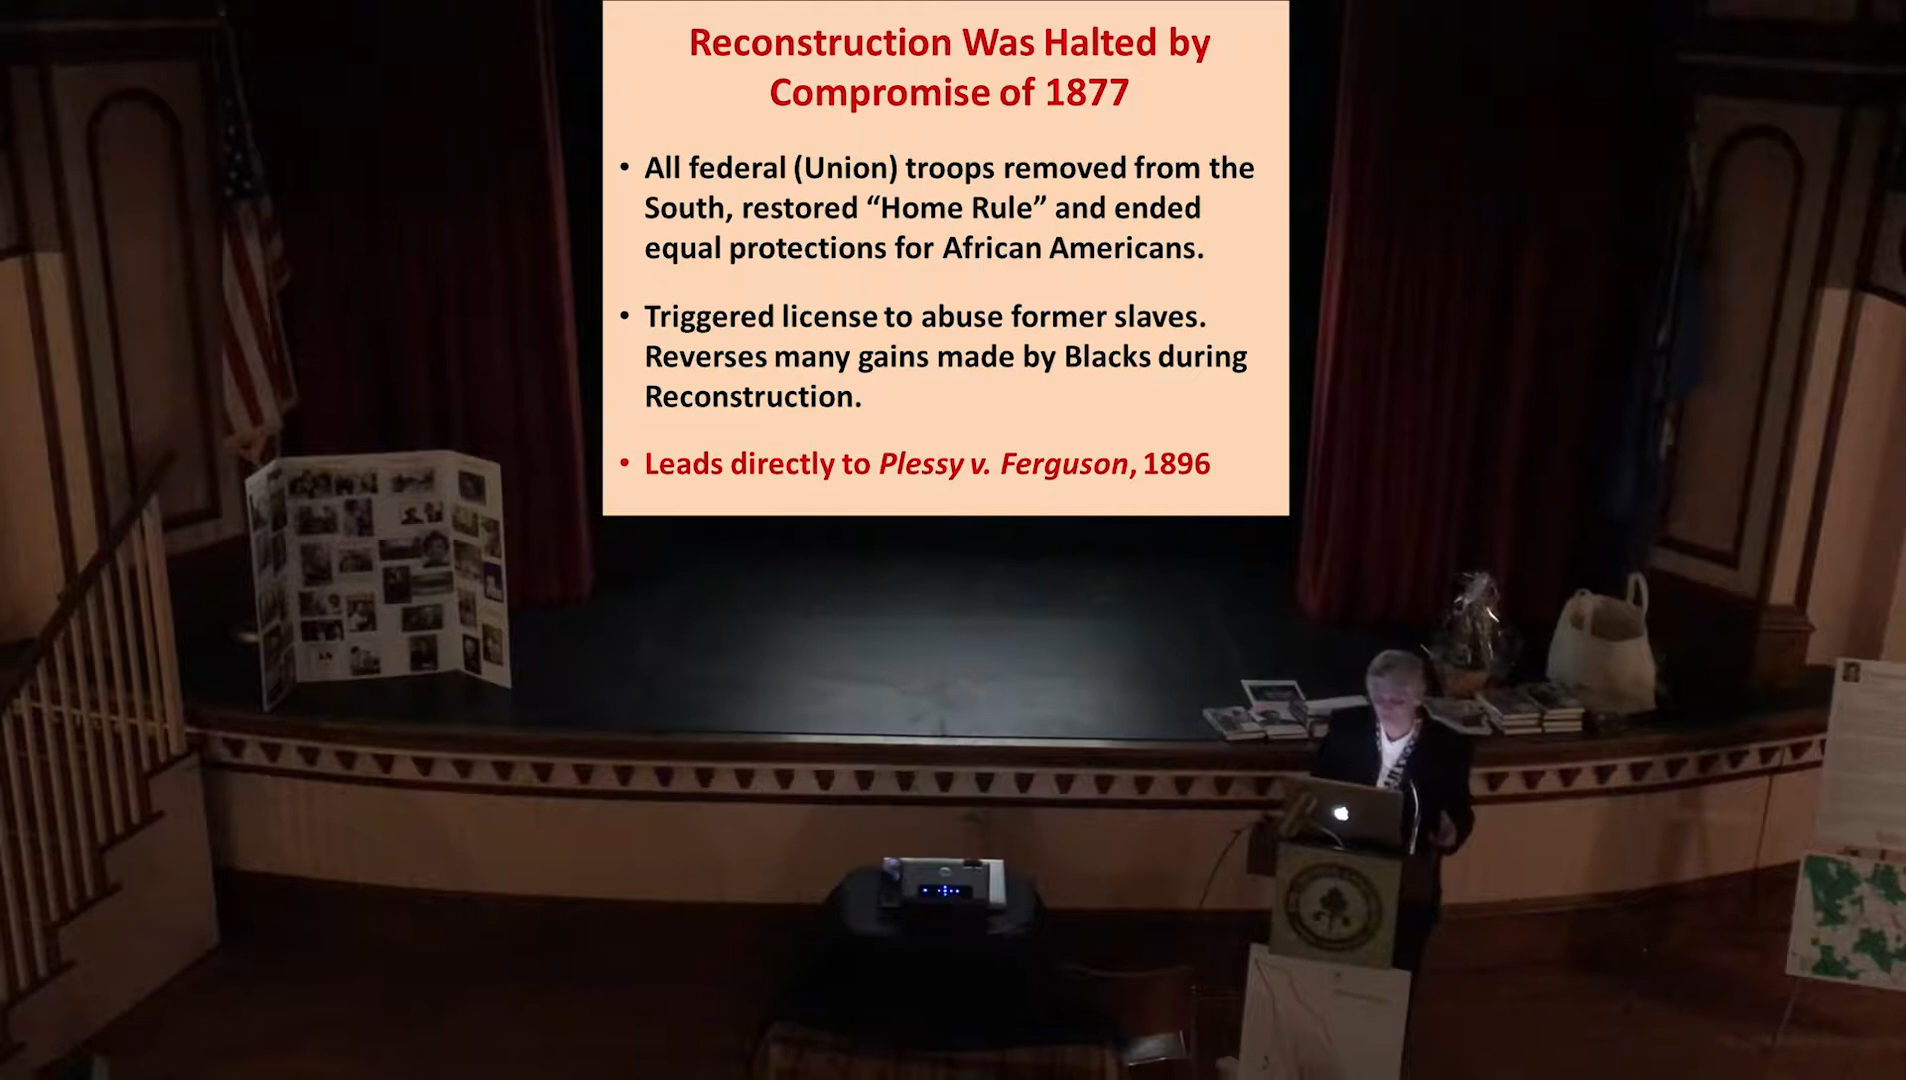 Reconstruction Was Halted by
Compromise of 1877
• All federal (Union) troops removed from the
South, restored “Home Rule” and ended
equal protections for African Americans.
• Triggered license to abuse former slaves.
Reverses many gains made by Blacks during
Reconstruction.
• Leads directly to Plessy v. Ferguson, 1896